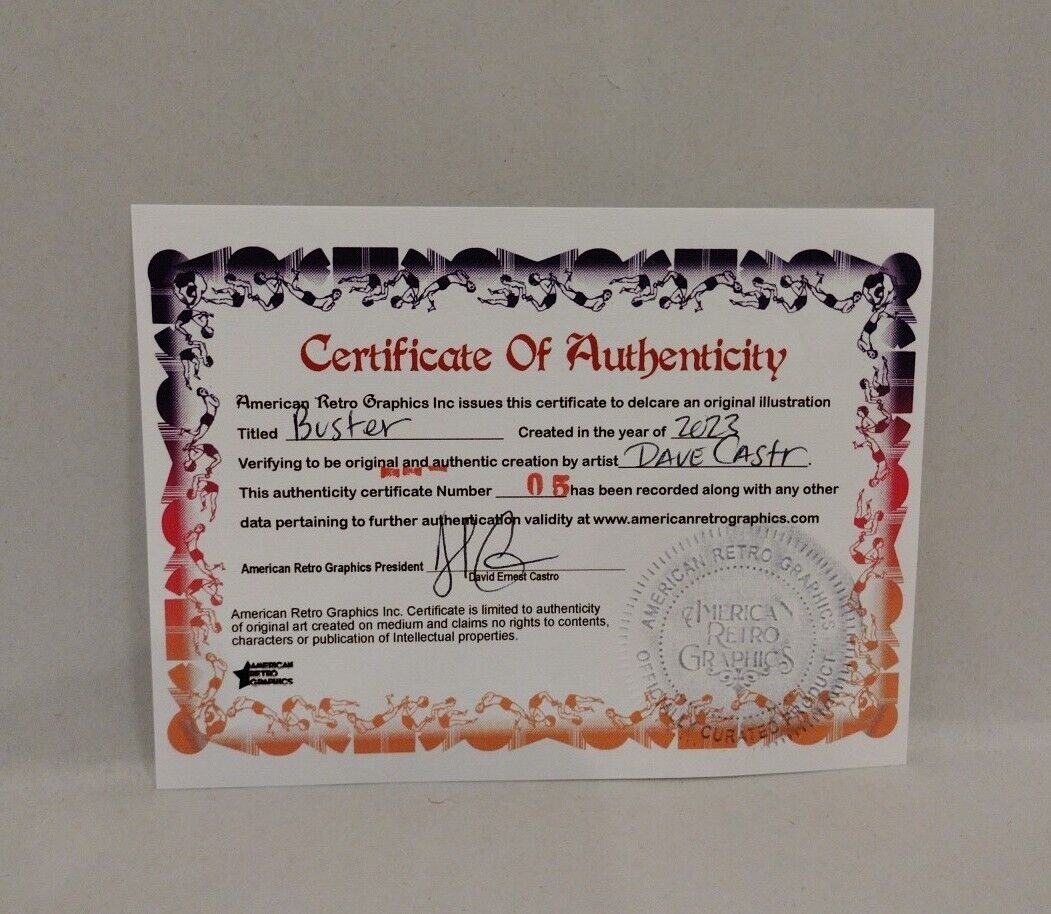 Certificate Of Authenticity
American Retro Graphics Inc issues this certificate to delcare an original illustration
Titled Buster Created in the year of 2023
Verifying to be original and authentic creation by artist DAVE CASTR.
This authenticity certificate Number 05 has been recorded along with any other
data pertaining to further authentication validity at www.americanretrographics.com
American Retro Graphics President
David Ernest Castro
American Retro Graphics Inc. Certificate is limited to authenticity
of original art created on medium and claims no rights to contents,
characters or publication of Intellectual properties.
AMERICAN
RETRO
GRAPHICS
AMERICAN RETRO GRAPHICS
AMERICAN
RETRO
GRAPHICS
OFFICIALLY CURATED PRODUCT